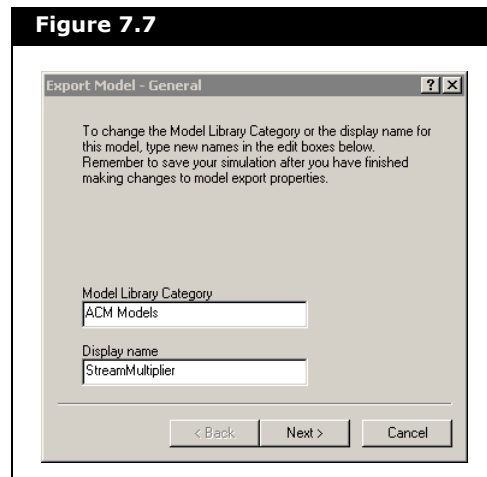 Figure 7.7
Export Model - General
? X
To change the Model Library Category or the display name for
this model, type new names in the edit boxes below.
Remember to save your simulation after you have finished
making changes to model export properties.
Model Library Category
ACM Models
Display name
StreamMultiplier
< Back
Next >
Cancel